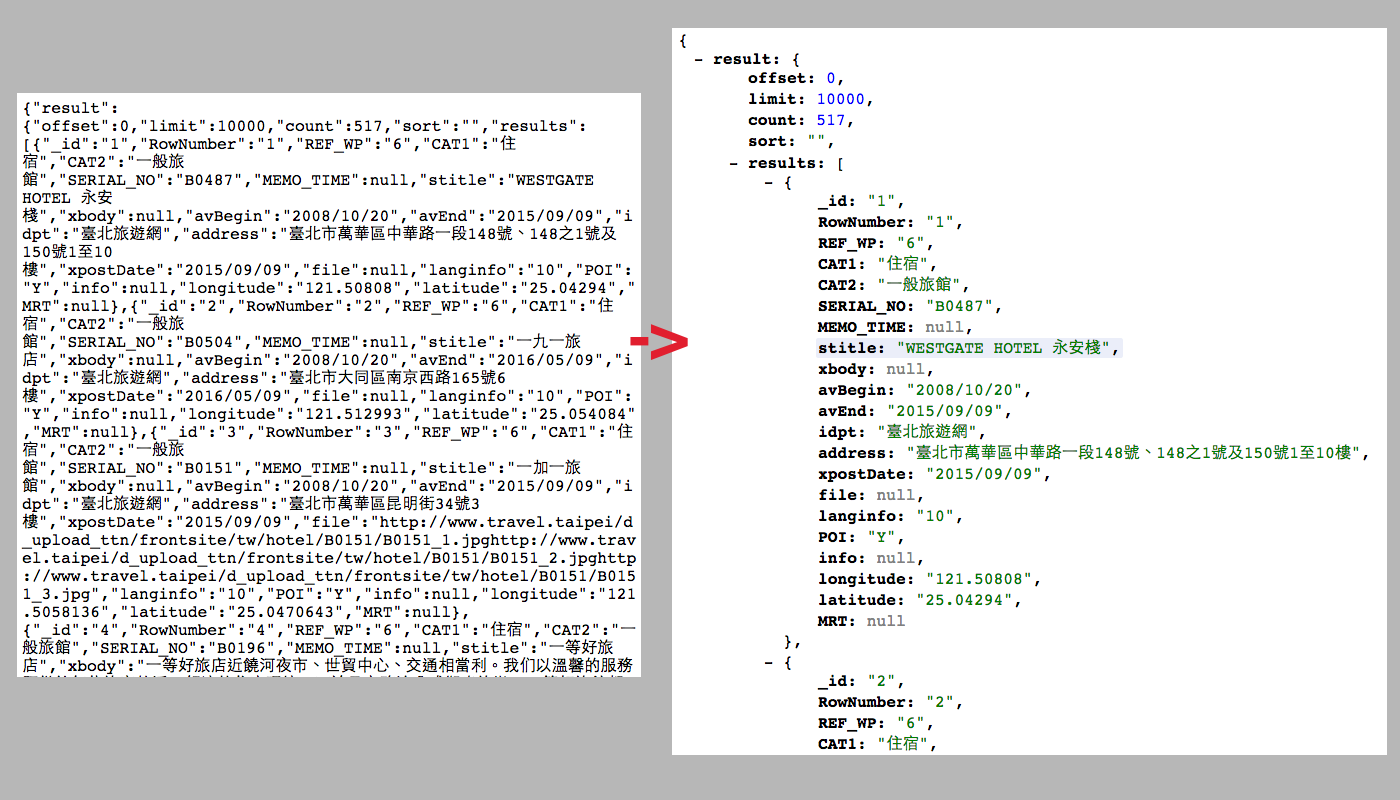 {"result":
{"offset":0,"limit":10000,"count":517,"sort":"","results":
[{"_id":"1","RowNumber":"1","REF_WP":"6","CAT1":"住
宿","CAT2":"一般旅
館","SERIAL_NO":"B0487","MEMO_TIME":null,"stitle":"WESTGATE
HOTEL 永安
棧","xbody":null,"avBegin":"2008/10/20","avEnd":"2015/09/09","i
dpt":"臺北旅遊網","address":"臺北市萬華區中華路一段148號、148之1號及
150號1至10
樓","xpostDate":"2015/09/09","file":null,"langinfo":"10","POI":
"Y","info":null,"longitude":"121.50808","latitude":"25.04294","
MRT":null},{"_id":"2","RowNumber":"2","REF_WP":"6","CAT1":"住
宿","CAT2":"一般旅
館","SERIAL_NO":"B0504","MEMO_TIME":null,"stitle":"一九一旅
店","xbody":null,"avBegin":"2008/10/20","avEnd":"2016/05/09","i
dpt":"臺北旅遊網","address":"臺北市大同區南京西路165號6
樓","xpostDate":"2016/05/09","file":null,"langinfo":"10","POI":
"Y","info":null,"longitude":"121.512993","latitude":"25.054084"
,"MRT":null},{"_id":"3","RowNumber":"3","REF_WP":"6","CAT1":"住
宿","CAT2":"一般旅
館","SERIAL_NO":"B0151","MEMO_TIME":null,"stitle":"一加一旅
館","xbody":null,"avBegin":"2008/10/20","avEnd":"2015/09/09","i
dpt":"臺北旅遊網","address":"臺北市萬華區昆明街34號3
樓","xpostDate":"2015/09/09","file":"http://www.travel.taipei/d
_upload_ttn/frontsite/tw/hotel/B0151/B0151_1.jpghttp://www.trav
el.taipei/d_upload_ttn/frontsite/tw/hotel/B0151/B0151_2.jpghttp
://www.travel.taipei/d_upload_ttn/frontsite/tw/hotel/B0151/B015
1_3.jpg","langinfo":"10","POI":"Y","info":null,"longitude":"121
.5058136","latitude":"25.0470643","MRT":null},
{"_id":"4","RowNumber":"4","REF_WP":"6","CAT1":"住宿","CAT2":"一
般旅館","SERIAL_NO":"B0196","MEMO_TIME":null,"stitle":"一等好旅
店","xbody":"一等好旅店近饒河夜市、世貿中心、交通相當利。我們以溫馨的服務
->
{
- result: {
offset: 0,
limit: 10000,
count: 517,
sort: "",
- results: [
- {
_id: "1",
RowNumber: "1",
REF_WP: "6",
CAT1: "住宿",
CAT2: "一般旅館",
SERIAL_NO: "B0487",
MEMO_TIME: null,
stitle: "WESTGATE HOTEL 永安棧",
xbody: null,
avBegin: "2008/10/20",
avEnd: "2015/09/09",
idpt: "臺北旅遊網",
address: "臺北市萬華區中華路一段148號、148之1號及150號1至10樓",
xpostDate: "2015/09/09",
file: null,
langinfo: "10",
POI: "Y",
info: null,
longitude: "121.50808",
latitude: "25.04294",
MRT: null
},
- {
_id: "2",
RowNumber: "2",
REF_WP: "6",
CAT1: "住宿",